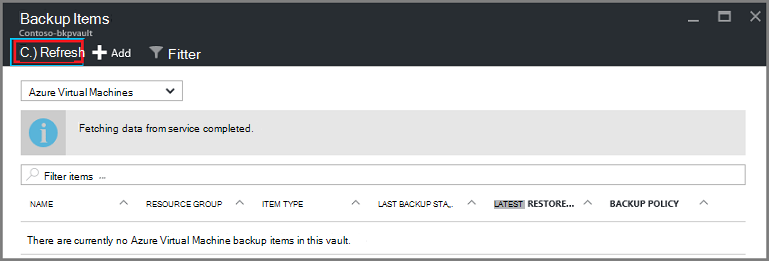 Backup Items
Contoso-bkpvault
C.) Refresh Add Fitter
Azure Virtual Machines
Fetching data from service completed.
Filter items ...
NAME RESOURCE GROUP ITEM TYPE LAST BACKUP STA... LATEST RESTORE... BACKUP POLICY
There are currently no Azure Virtual Machine backup items in this vault.